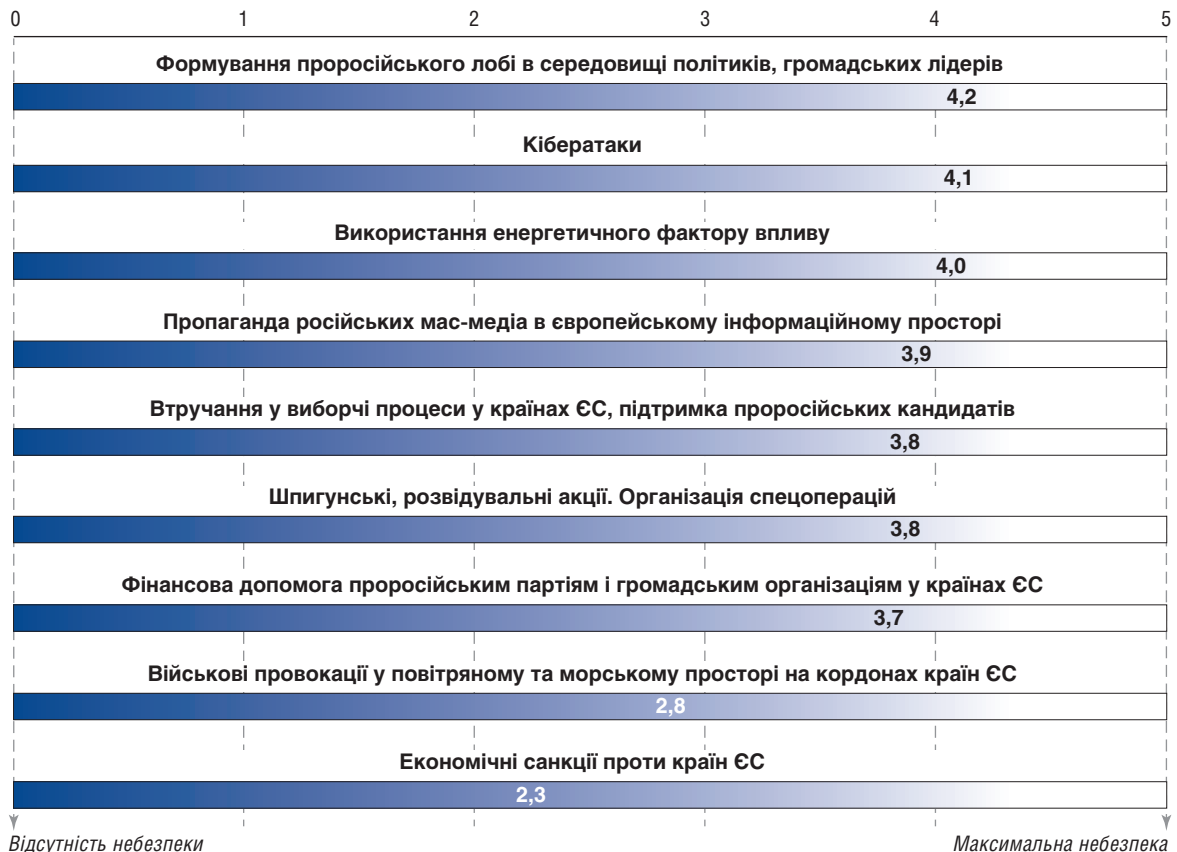 0 1 2 3 4 5
Формування проросійського лобі в середовищі політиків, громадських лідерів
4,2
Кібератаки
4,1
Використання енергетичного фактору впливу
4,0
Пропаганда російських мас-медіа в європейському інформаційному просторі
3,9
Втручання у виборчі процеси у країнах ЄС, підтримка проросійських кандидатів
3,8
Шпигунські, розвідувальні акції. Організація спецоперацій
3,8
Фінансова допомога проросійським партіям і громадським організаціям у країнах ЄС
3,7
Військові провокації у повітряному та морському просторі на кордонах країн ЄС
2,8
Економічні санкції проти країн ЄС
2,3
Відсутність небезпеки Максимальна небезпека